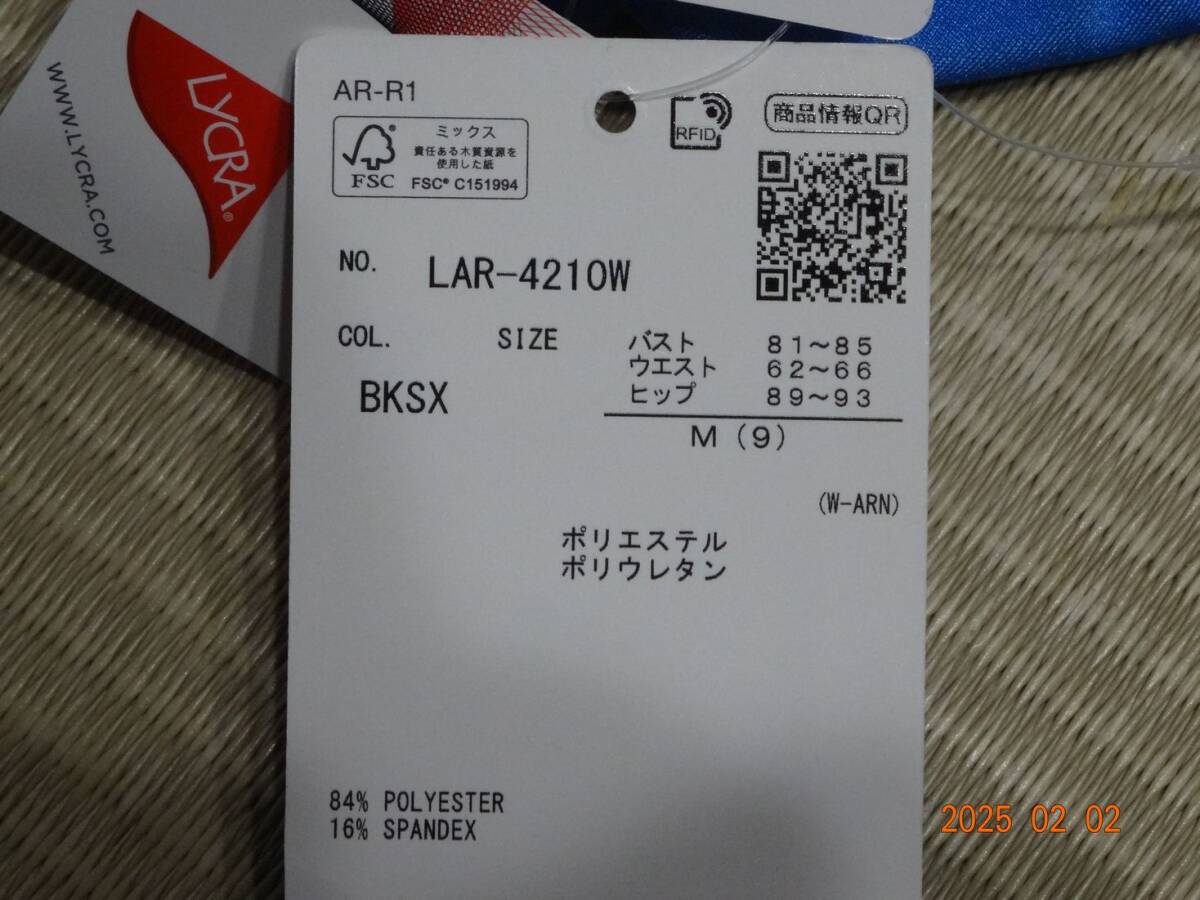 LYCRA®
WWW.LYCRA.COM
AR-R1
FSC
ミックス
責任ある木質資源を
使用した紙
FSC® C151994
RFID
商品情報QR
NO. LAR-4210W
COL. SIZE
BKSX
バスト 81〜85
ウエスト 62〜66
ヒップ 89〜93
M(9)
(W-ARN)
ポリエステル
ポリウレタン
84% POLYESTER
16% SPANDEX
2025 02 02